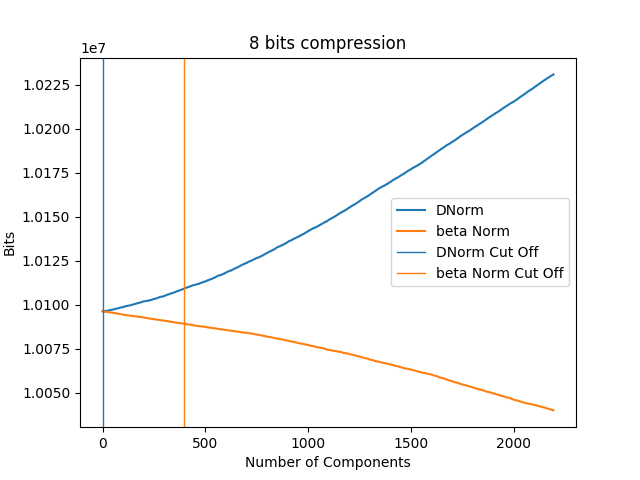 8 bits compression
1e7
1.0225
1.0200
1.0175
1.0150
1.0125
1.0100
1.0075
1.0050
Bits
DNorm
beta Norm
DNorm Cut Off
beta Norm Cut Off
0 500 1000 1500 2000
Number of Components